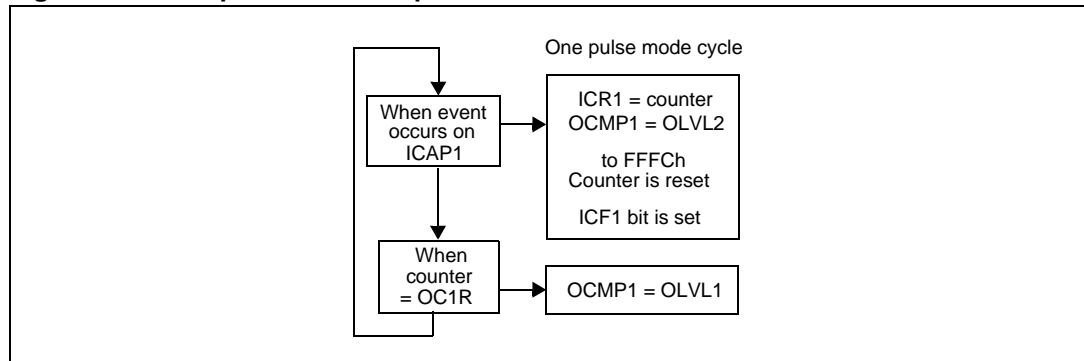 One pulse mode cycle
When event
occurs on
ICAP1
ICR1 = counter
OCMP1 = OLVL2
to FFFCh
Counter is reset
ICF1 bit is set
When
counter
= OC1R
OCMP1 = OLVL1